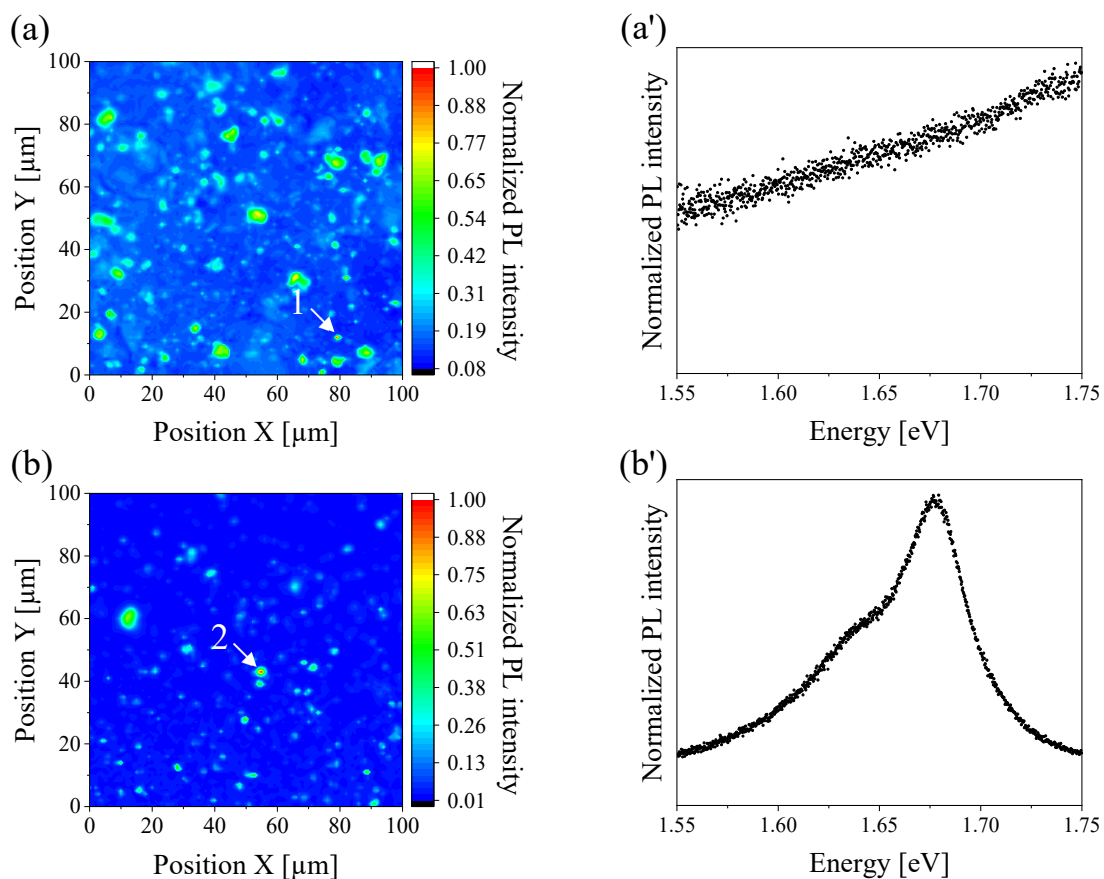 (a)
100
80
60
40
20
0
0 20 40 60 80 100
Position X [µm]
Position Y [µm]
1
1.00
0.88
0.77
0.65
0.54
0.42
0.31
0.19
0.08
Normalized PL intensity
(a')
Normalized PL intensity
1.55 1.60 1.65 1.70 1.75
Energy [eV]
(b)
100
80
60
40
20
0
0 20 40 60 80 100
Position X [µm]
Position Y [µm]
2
1.00
0.88
0.75
0.63
0.51
0.38
0.26
0.13
0.01
Normalized PL intensity
(b')
Normalized PL intensity
1.55 1.60 1.65 1.70 1.75
Energy [eV]